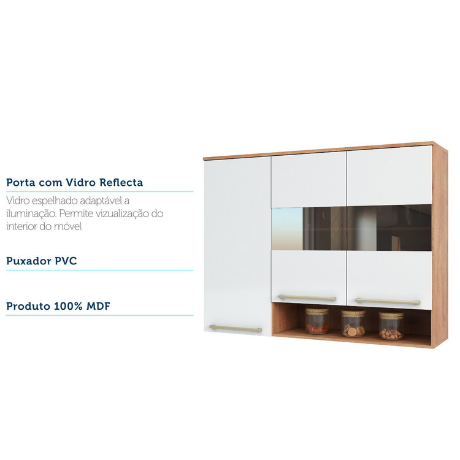 Porta com Vidro Reflecta
Vidro espelhado adaptável a
iluminação. Permite vizualização do
interior do móvel
Puxador PVC
Produto 100% MDF